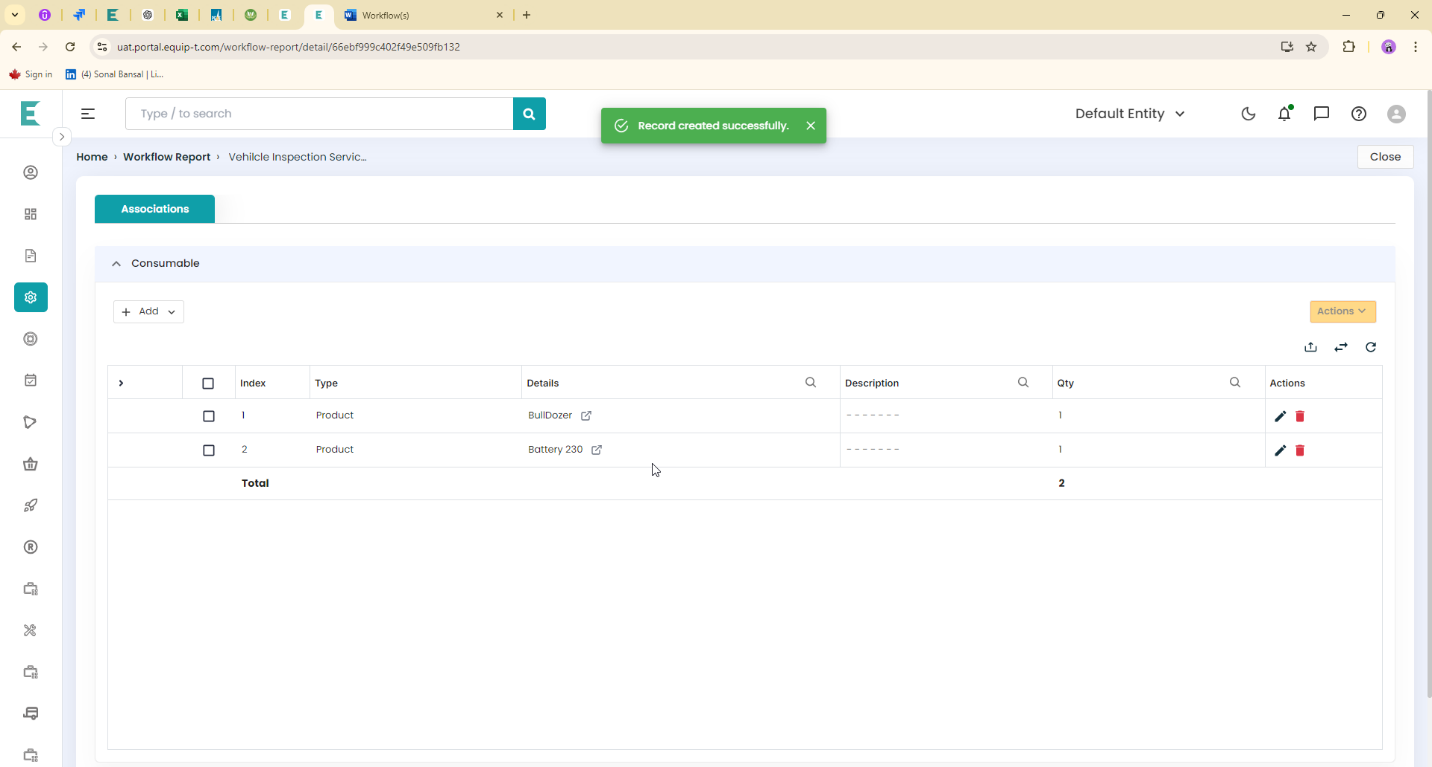 Workflow(s)
uat.portal.equip-t.com/workflow-report/detail/66ebf999c402f49e509fb132
Sign in
(4) Sonal Bansal | Li...
Type / to search
Record created successfully.
Default Entity
Home › Workflow Report › Vehilcle Inspection Servic...
Close
Associations
Consumable
+ Add
Actions
Index Type Details Description Qty Actions
1 Product BullDozer ------- 1
2 Product Battery 230 ------- 1
Total 2